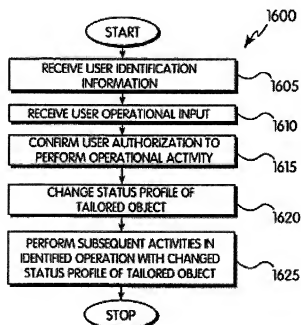 1600
START
RECEIVE USER IDENTIFICATION
INFORMATION
1605
RECEIVE USER OPERATIONAL INPUT
1610
CONFIRM USER AUTHORIZATION TO
PERFORM OPERATIONAL ACTIVITY
1615
CHANGE STATUS PROFILE OF
TAILORED OBJECT
1620
PERFORM SUBSEQUENT ACTIVITIES IN
IDENTIFIED OPERATION WITH CHANGED
STATUS PROFILE OF TAILORED OBJECT
1625
STOP